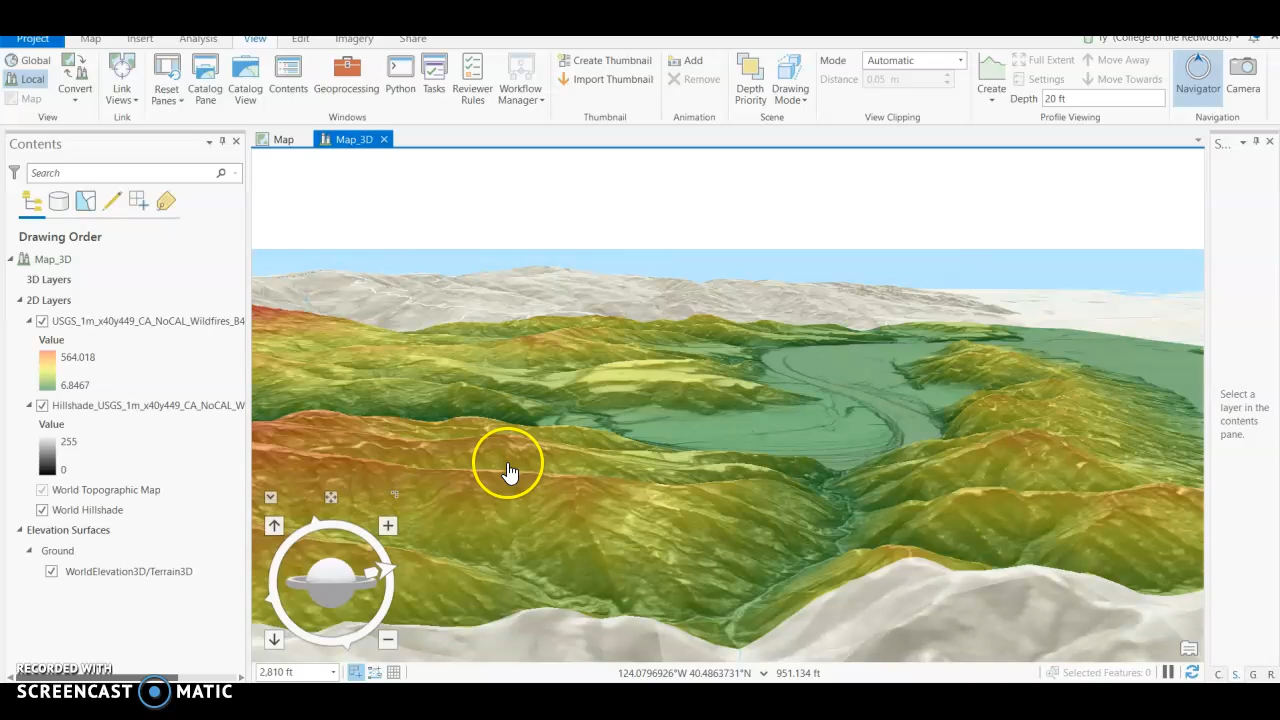 Project Map Insert Analysis View Edit Imagery Share
Ty (College of the Redwoods)
Global
Local
Map
View
Convert
Link Views
Link
Reset Panes
Catalog Pane
Catalog View
Contents
Geoprocessing
Python
Tasks
Reviewer Rules
Workflow Manager
Windows
Create Thumbnail
Import Thumbnail
Thumbnail
Add
Remove
Animation
Depth Priority
Drawing Mode
Scene
Mode Automatic
Distance 0.05 m
View Clipping
Create
Full Extent
Settings
Move Away
Move Towards
Depth 20 ft
Profile Viewing
Navigator
Camera
Navigation
Contents
Search
Drawing Order
Map_3D
3D Layers
2D Layers
USGS_1m_x40y449_CA_NoCAL_Wildfires_B4
Value
564.018
6.8467
Hillshade_USGS_1m_x40y449_CA_NoCAL_W
Value
255
0
World Topographic Map
World Hillshade
Elevation Surfaces
Ground
WorldElevation3D/Terrain3D
Map Map_3D
S...
Select a
layer in the
contents
pane.
2,810 ft
124.0796926°W 40.4863731°N
951.134 ft
Selected Features: 0
C. S. G R.
RECORDED WITH
SCREENCAST MATIC